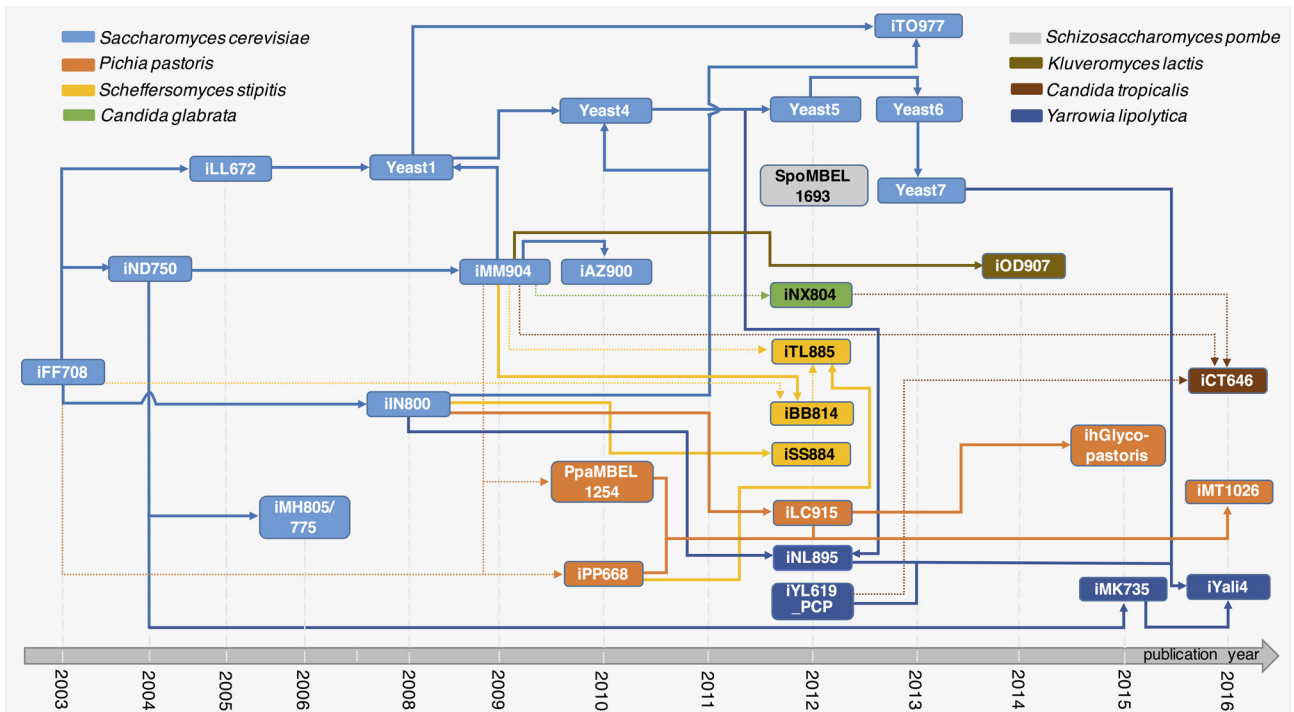 Saccharomyces cerevisiae
Pichia pastoris
Scheffersomyces stipitis
Candida glabrata
iTO977
Schizosaccharomyces pombe
Kluveromyces lactis
Candida tropicalis
Yarrowia lipolytica
Yeast4
Yeast5
Yeast6
iLL672
Yeast1
SpoMBEL
1693
Yeast7
iND750
iMM904
iAZ900
iOD907
iNX804
iTL885
iFF708
iCT646
iIN800
iBB814
iSS884
ihGlyco-
pastoris
PpaMBEL
1254
iMT1026
iMH805/
775
iLC915
iNL895
iPP668
iYL619
_PCP
iMK735
iYali4
publication year
2003
2004
2005
2006
2008
2009
2010
2011
2012
2013
2014
2015
2016